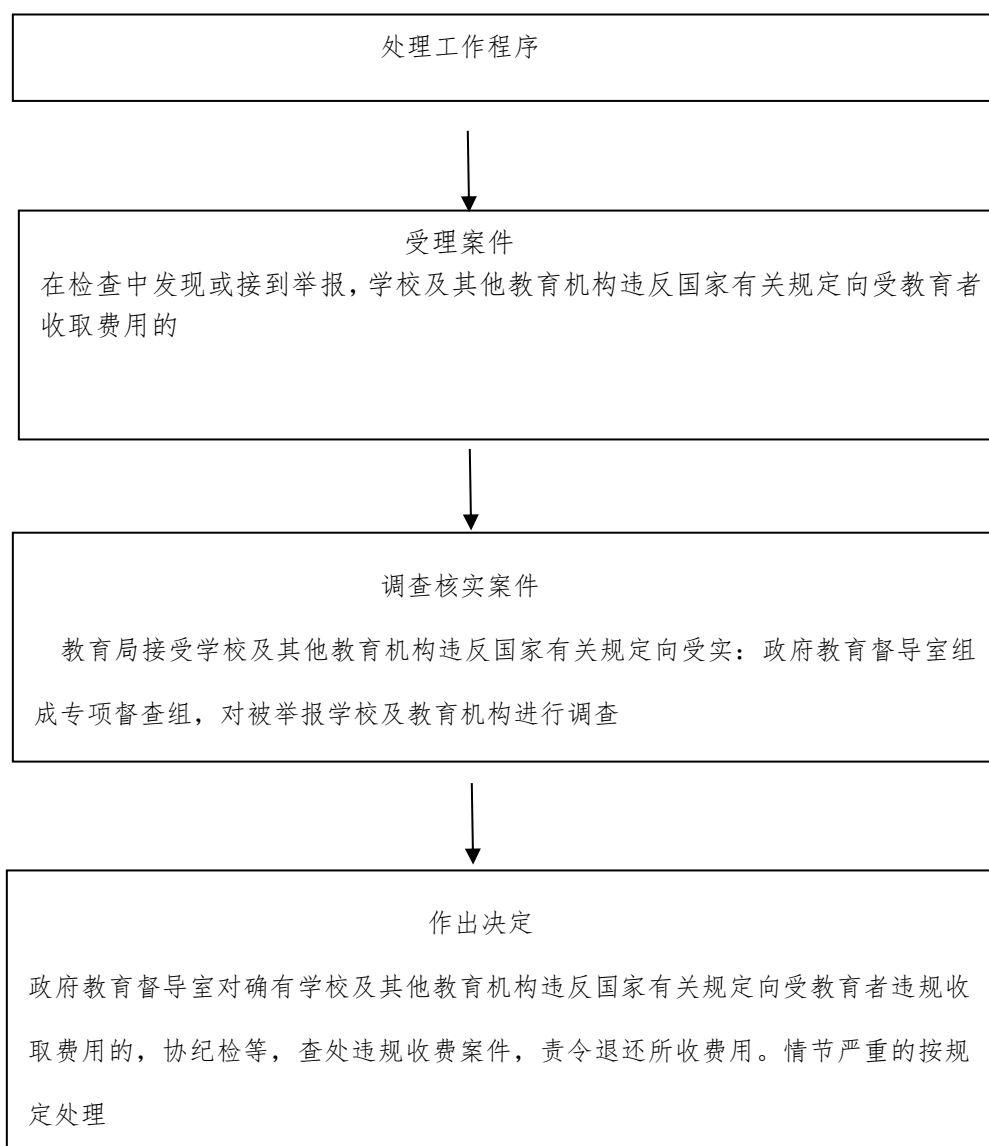 处理工作程序
受理案件
在检查中发现或接到举报，学校及其他教育机构违反国家有关规定向受教育者
收取费用的
调查核实案件
教育局接受学校及其他教育机构违反国家有关规定向受实：政府教育督导室组
成专项督查组，对被举报学校及教育机构进行调查
作出决定
政府教育督导室对确有学校及其他教育机构违反国家有关规定向受教育者违规收
取费用的，协纪检等，查处违规收费案件，责令退还所收费用。情节严重的按规
定处理